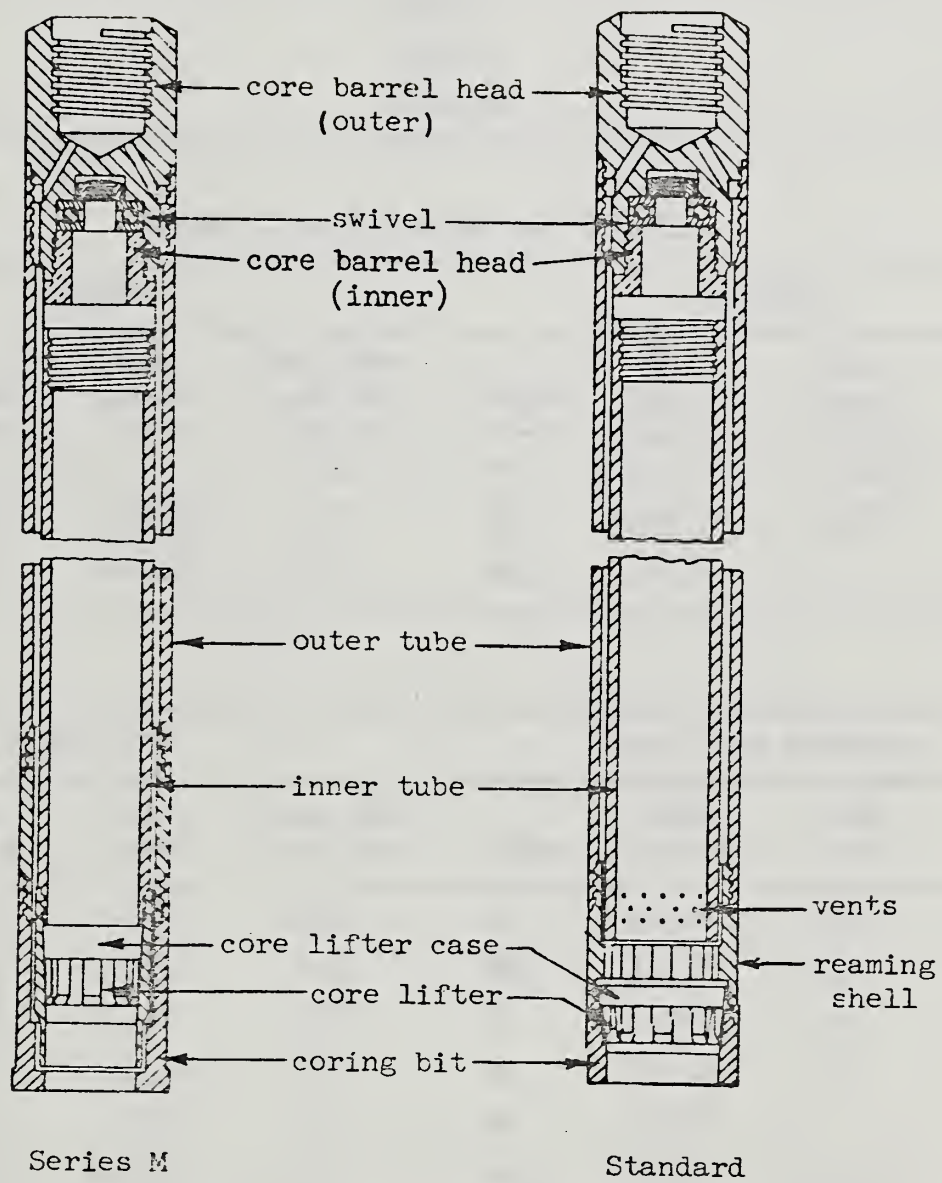 core barrel head
(outer)
swivel
core barrel head
(inner)
outer tube
inner tube
vents
core lifter case
reaming
shell
core lifter
coring bit
Series M
Standard